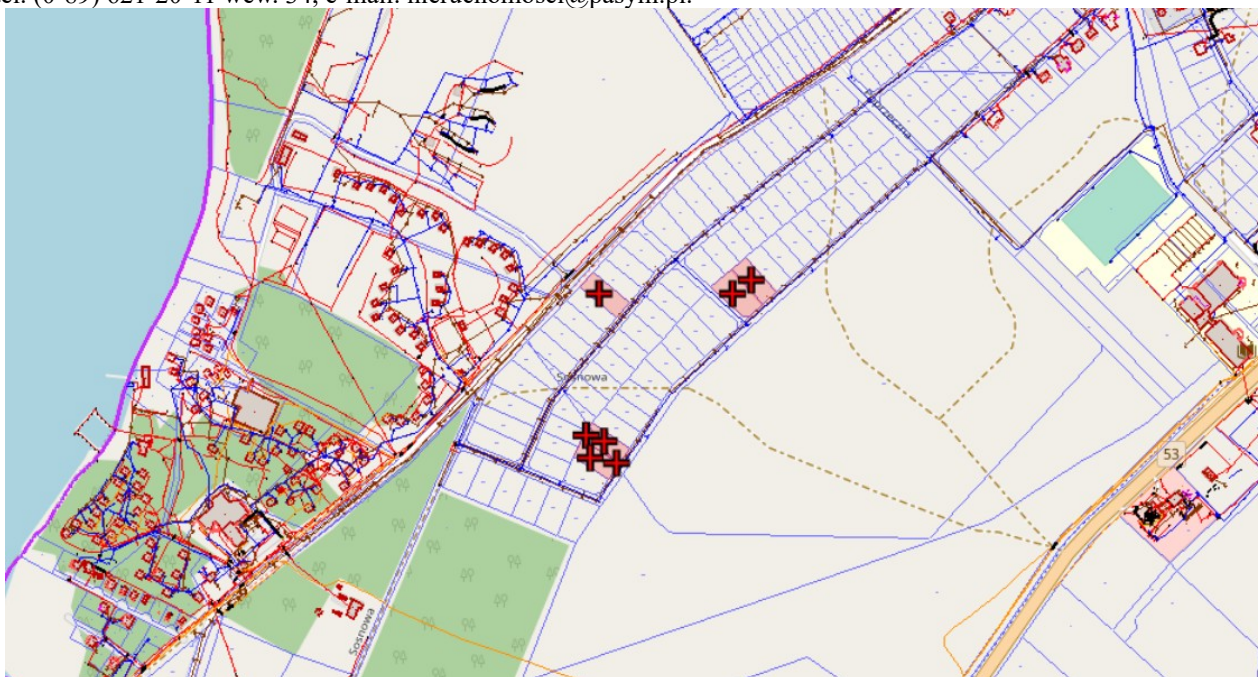 tel. (0-89) 621-20-11 wew. 34, e-mail: nieruchomosci@pasym.pl.
Sosnowa
53
Sosnowa